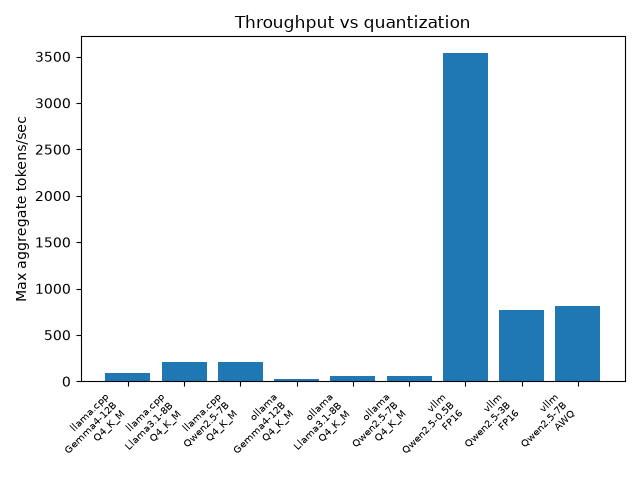 Throughput vs quantization
Max aggregate tokens/sec
3500
3000
2500
2000
1500
1000
500
0
llama.cpp
Gemma4-12B
Q4_K_M
llama.cpp
Llama3.1-8B
Q4_K_M
llama.cpp
Qwen2.5-7B
Q4_K_M
ollama
Gemma4-12B
Q4_K_M
ollama
Llama3.1-8B
Q4_K_M
ollama
Qwen2.5-7B
Q4_K_M
vllm
Qwen2.5-0.5B
FP16
vllm
Qwen2.5-3B
FP16
vllm
Qwen2.5-7B
AWQ